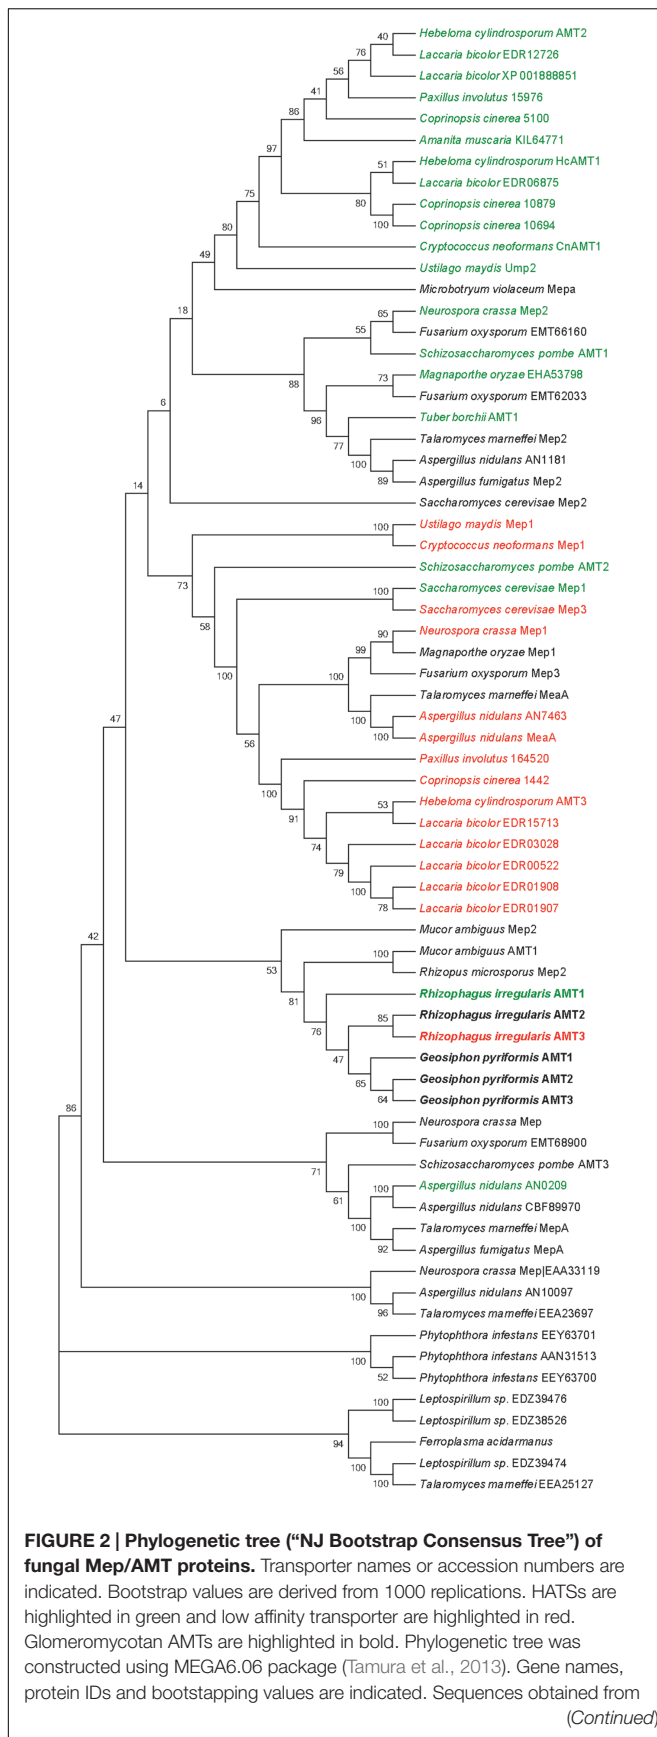 Hebeloma cylindrosporum AMT2
40
Laccaria bicolor EDR12726
76
Laccaria bicolor XP 001888851
56
Paxillus involutus 15976
41
Coprinopsis cinerea 5100
86
Amanita muscaria KIL64771
97
Hebeloma cylindrosporum HcAMT1
51
Laccaria bicolor EDR06875
80
Coprinopsis cinerea 10879
100
Coprinopsis cinerea 10694
75
Cryptococcus neoformans CnAMT1
80
Ustilago maydis Ump2
49
Microbotryum violaceum Mepa
18
Neurospora crassa Mep2
65
Fusarium oxysporum EMT66160
55
Schizosaccharomyces pombe AMT1
88
Magnaporthe oryzae EHA53798
73
Fusarium oxysporum EMT62033
96
Tuber borchii AMT1
77
Talaromyces marneffei Mep2
100
Aspergillus nidulans AN1181
89
Aspergillus fumigatus Mep2
6
Saccharomyces cerevisae Mep2
14
Ustilago maydis Mep1
100
Cryptococcus neoformans Mep1
73
Schizosaccharomyces pombe AMT2
58
Saccharomyces cerevisae Mep1
100
Saccharomyces cerevisae Mep3
100
Neurospora crassa Mep1
90
Magnaporthe oryzae Mep1
99
Fusarium oxysporum Mep3
100
Talaromyces marneffei MeaA
100
Aspergillus nidulans AN7463
100
Aspergillus nidulans MeaA
56
Paxillus involutus 164520
100
Coprinopsis cinerea 1442
91
Hebeloma cylindrosporum AMT3
53
Laccaria bicolor EDR15713
74
Laccaria bicolor EDR03028
79
Laccaria bicolor EDR00522
100
Laccaria bicolor EDR01908
78
Laccaria bicolor EDR01907
47
Mucor ambiguus Mep2
53
Mucor ambiguus AMT1
100
Rhizopus microsporus Mep2
81
Rhizophagus irregularis AMT1
76
Rhizophagus irregularis AMT2
85
Rhizophagus irregularis AMT3
47
Geosiphon pyriformis AMT1
65
Geosiphon pyriformis AMT2
64
Geosiphon pyriformis AMT3
42
Neurospora crassa Mep
100
Fusarium oxysporum EMT68900
71
Schizosaccharomyces pombe AMT3
61
Aspergillus nidulans AN0209
100
Aspergillus nidulans CBF89970
100
Talaromyces marneffei MepA
92
Aspergillus fumigatus MepA
86
Neurospora crassa Mep|EAA33119
100
Aspergillus nidulans AN10097
96
Talaromyces marneffei EEA23697
Phytophthora infestans EEY63701
100
Phytophthora infestans AAN31513
52
Phytophthora infestans EEY63700
Leptospirillum sp. EDZ39476
100
Leptospirillum sp. EDZ38526
94
Ferroplasma acidarmanus
100
Leptospirillum sp. EDZ39474
100
Talaromyces marneffei EEA25127
FIGURE 2 | Phylogenetic tree (“NJ Bootstrap Consensus Tree”) of
fungal Mep/AMT proteins. Transporter names or accession numbers are
indicated. Bootstrap values are derived from 1000 replications. HATSs are
highlighted in green and low affinity transporter are highlighted in red.
Glomeromycotan AMTs are highlighted in bold. Phylogenetic tree was
constructed using MEGA6.06 package (Tamura et al., 2013). Gene names,
protein IDs and bootstapping values are indicated. Sequences obtained from
(Continued)